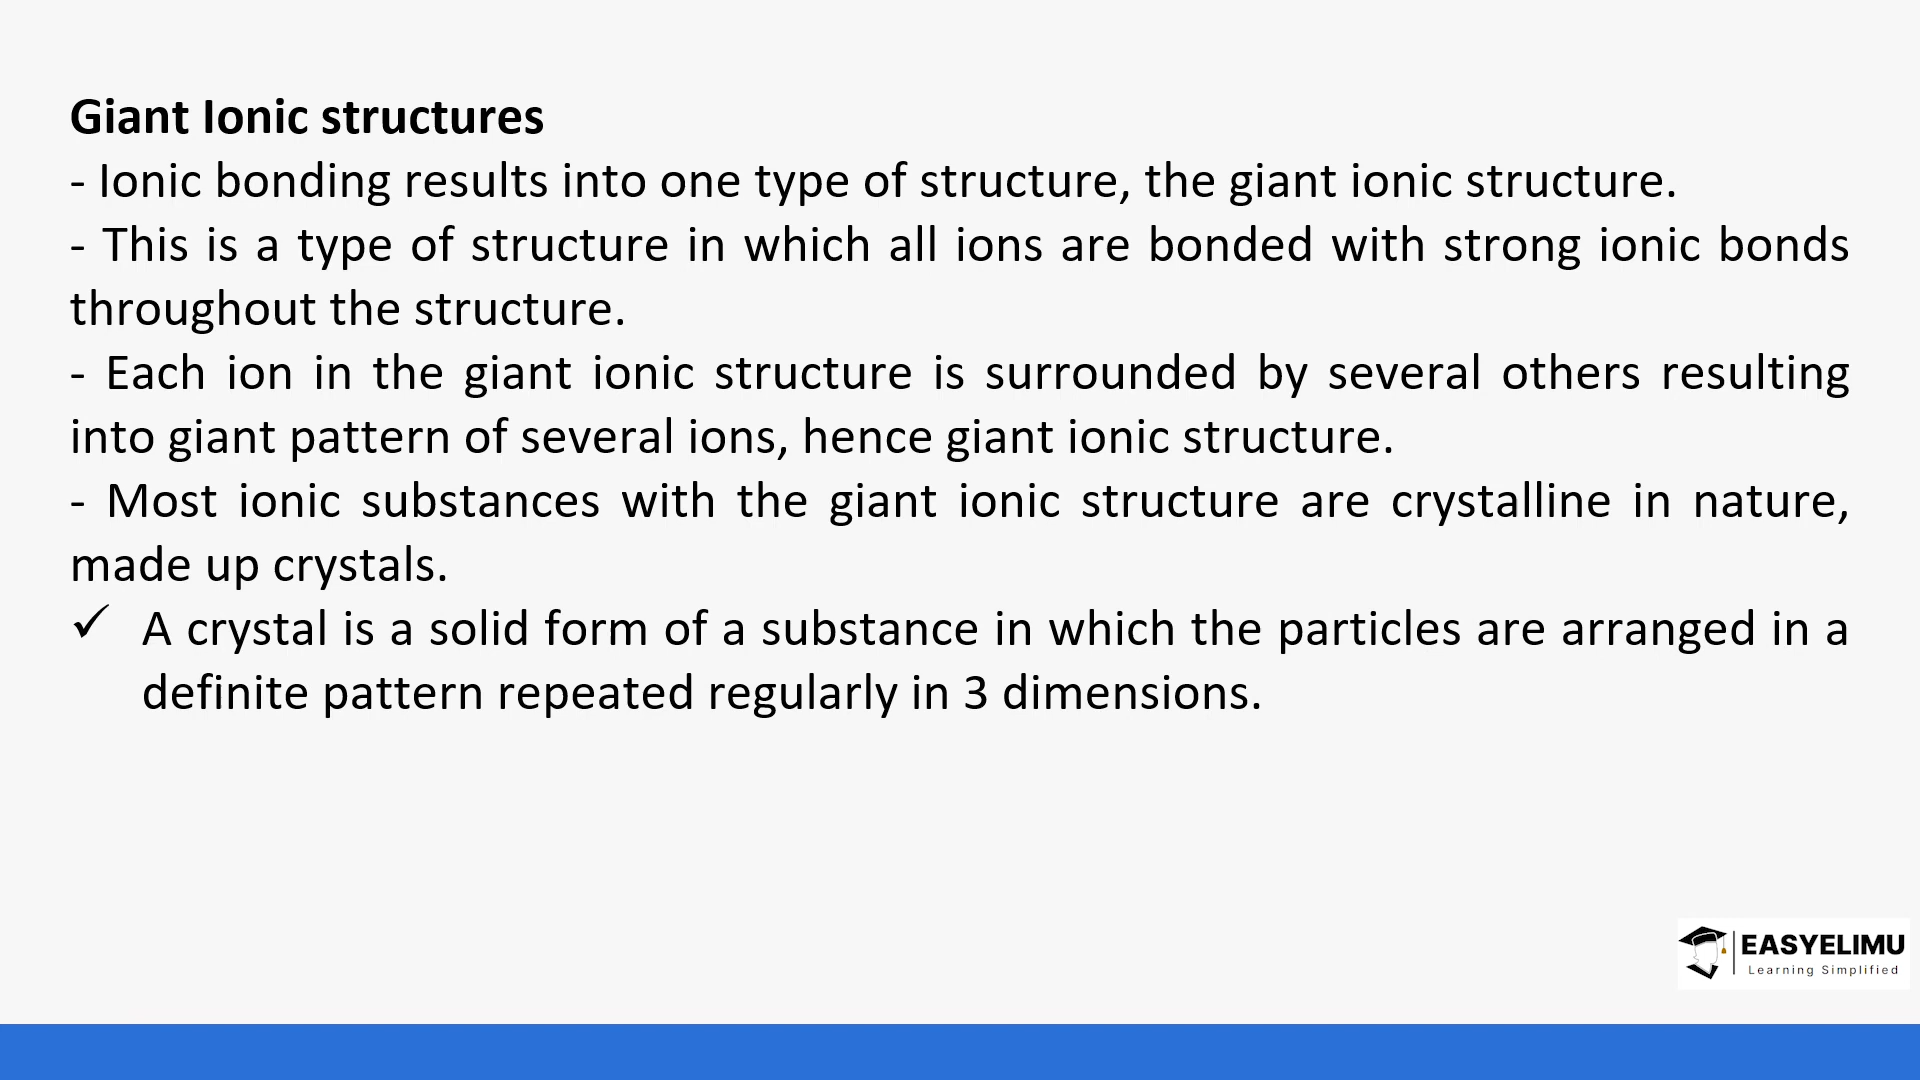 Giant Ionic structures
- Ionic bonding results into one type of structure, the giant ionic structure.
- This is a type of structure in which all ions are bonded with strong ionic bonds
throughout the structure.
- Each ion in the giant ionic structure is surrounded by several others resulting
into giant pattern of several ions, hence giant ionic structure.
- Most ionic substances with the giant ionic structure are crystalline in nature,
made up crystals.
✓ A crystal is a solid form of a substance in which the particles are arranged in a
definite pattern repeated regularly in 3 dimensions.
EASYELIMU
Learning Simplified